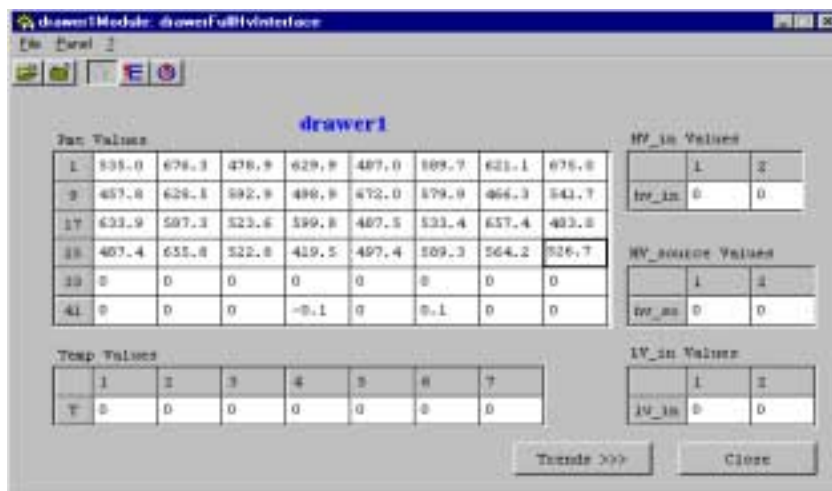 drawer1Module: drawerFullHvInterface
File Panel ?
drawer1
Pmt Values
1 535.0 676.3 478.9 629.9 487.0 589.7 621.1 675.8
9 457.8 628.5 592.9 498.9 672.0 579.0 466.3 541.7
17 633.9 587.3 523.6 599.8 487.5 533.4 657.4 483.8
25 487.4 655.8 522.8 419.5 497.4 589.3 564.2 526.7
33 0 0 0 0 0 0 0 0
41 0 0 0 -0.1 0 0.1 0 0
HV_in Values
1 2
hv_in 0 0
HV_source Values
1 2
hv_so 0 0
Temp Values
1 2 3 4 5 6 7
T 0 0 0 0 0 0 0
LV_in Values
1 2
lv_in 0 0
Trends >>>
Close